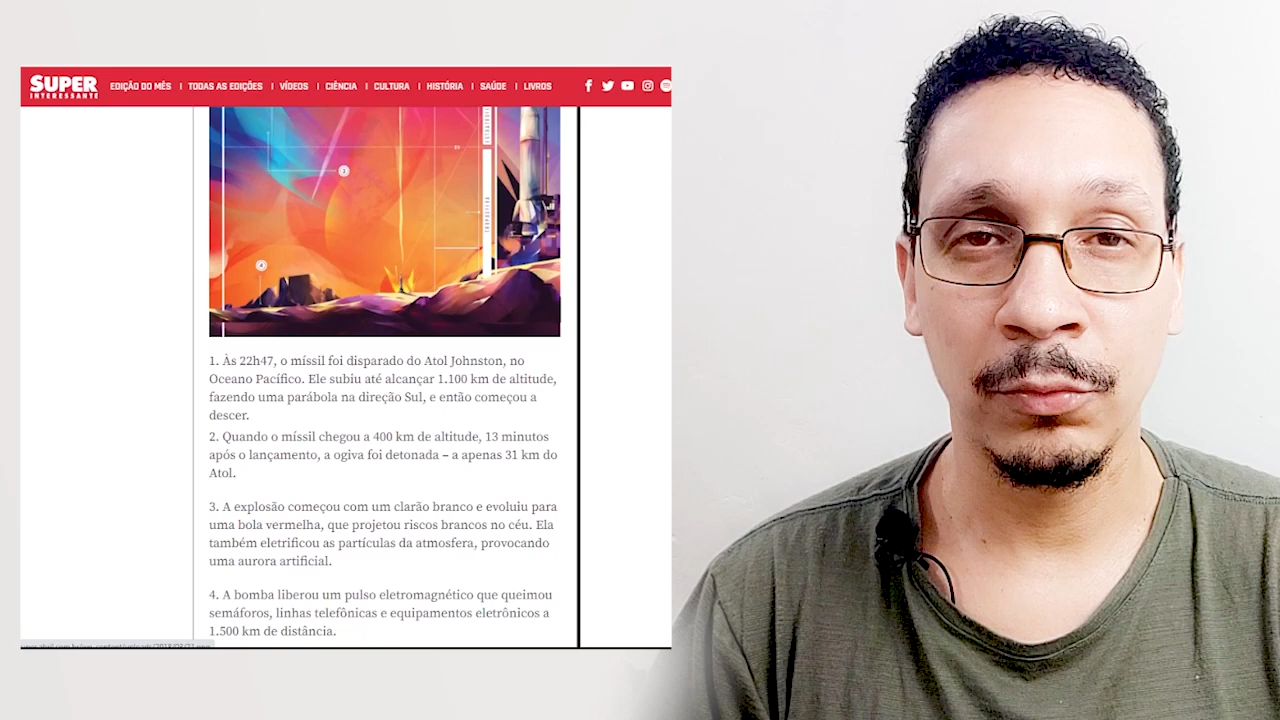 SUPER
INTERESSANTE
EDIÇÃO DO MÊS | TODAS AS EDIÇÕES | VÍDEOS | CIÊNCIA | CULTURA | HISTÓRIA | SAÚDE | LIVROS
3
TROPOSFERA
4
1. Às 22h47, o míssil foi disparado do Atol Johnston, no
Oceano Pacífico. Ele subiu até alcançar 1.100 km de altitude,
fazendo uma parábola na direção Sul, e então começou a
descer.
2. Quando o míssil chegou a 400 km de altitude, 13 minutos
após o lançamento, a ogiva foi detonada – a apenas 31 km do
Atol.
3. A explosão começou com um clarão branco e evoluiu para
uma bola vermelha, que projetou riscos brancos no céu. Ela
também eletrificou as partículas da atmosfera, provocando
uma aurora artificial.
4. A bomba liberou um pulso eletromagnético que queimou
semáforos, linhas telefônicas e equipamentos eletrônicos a
1.500 km de distância.